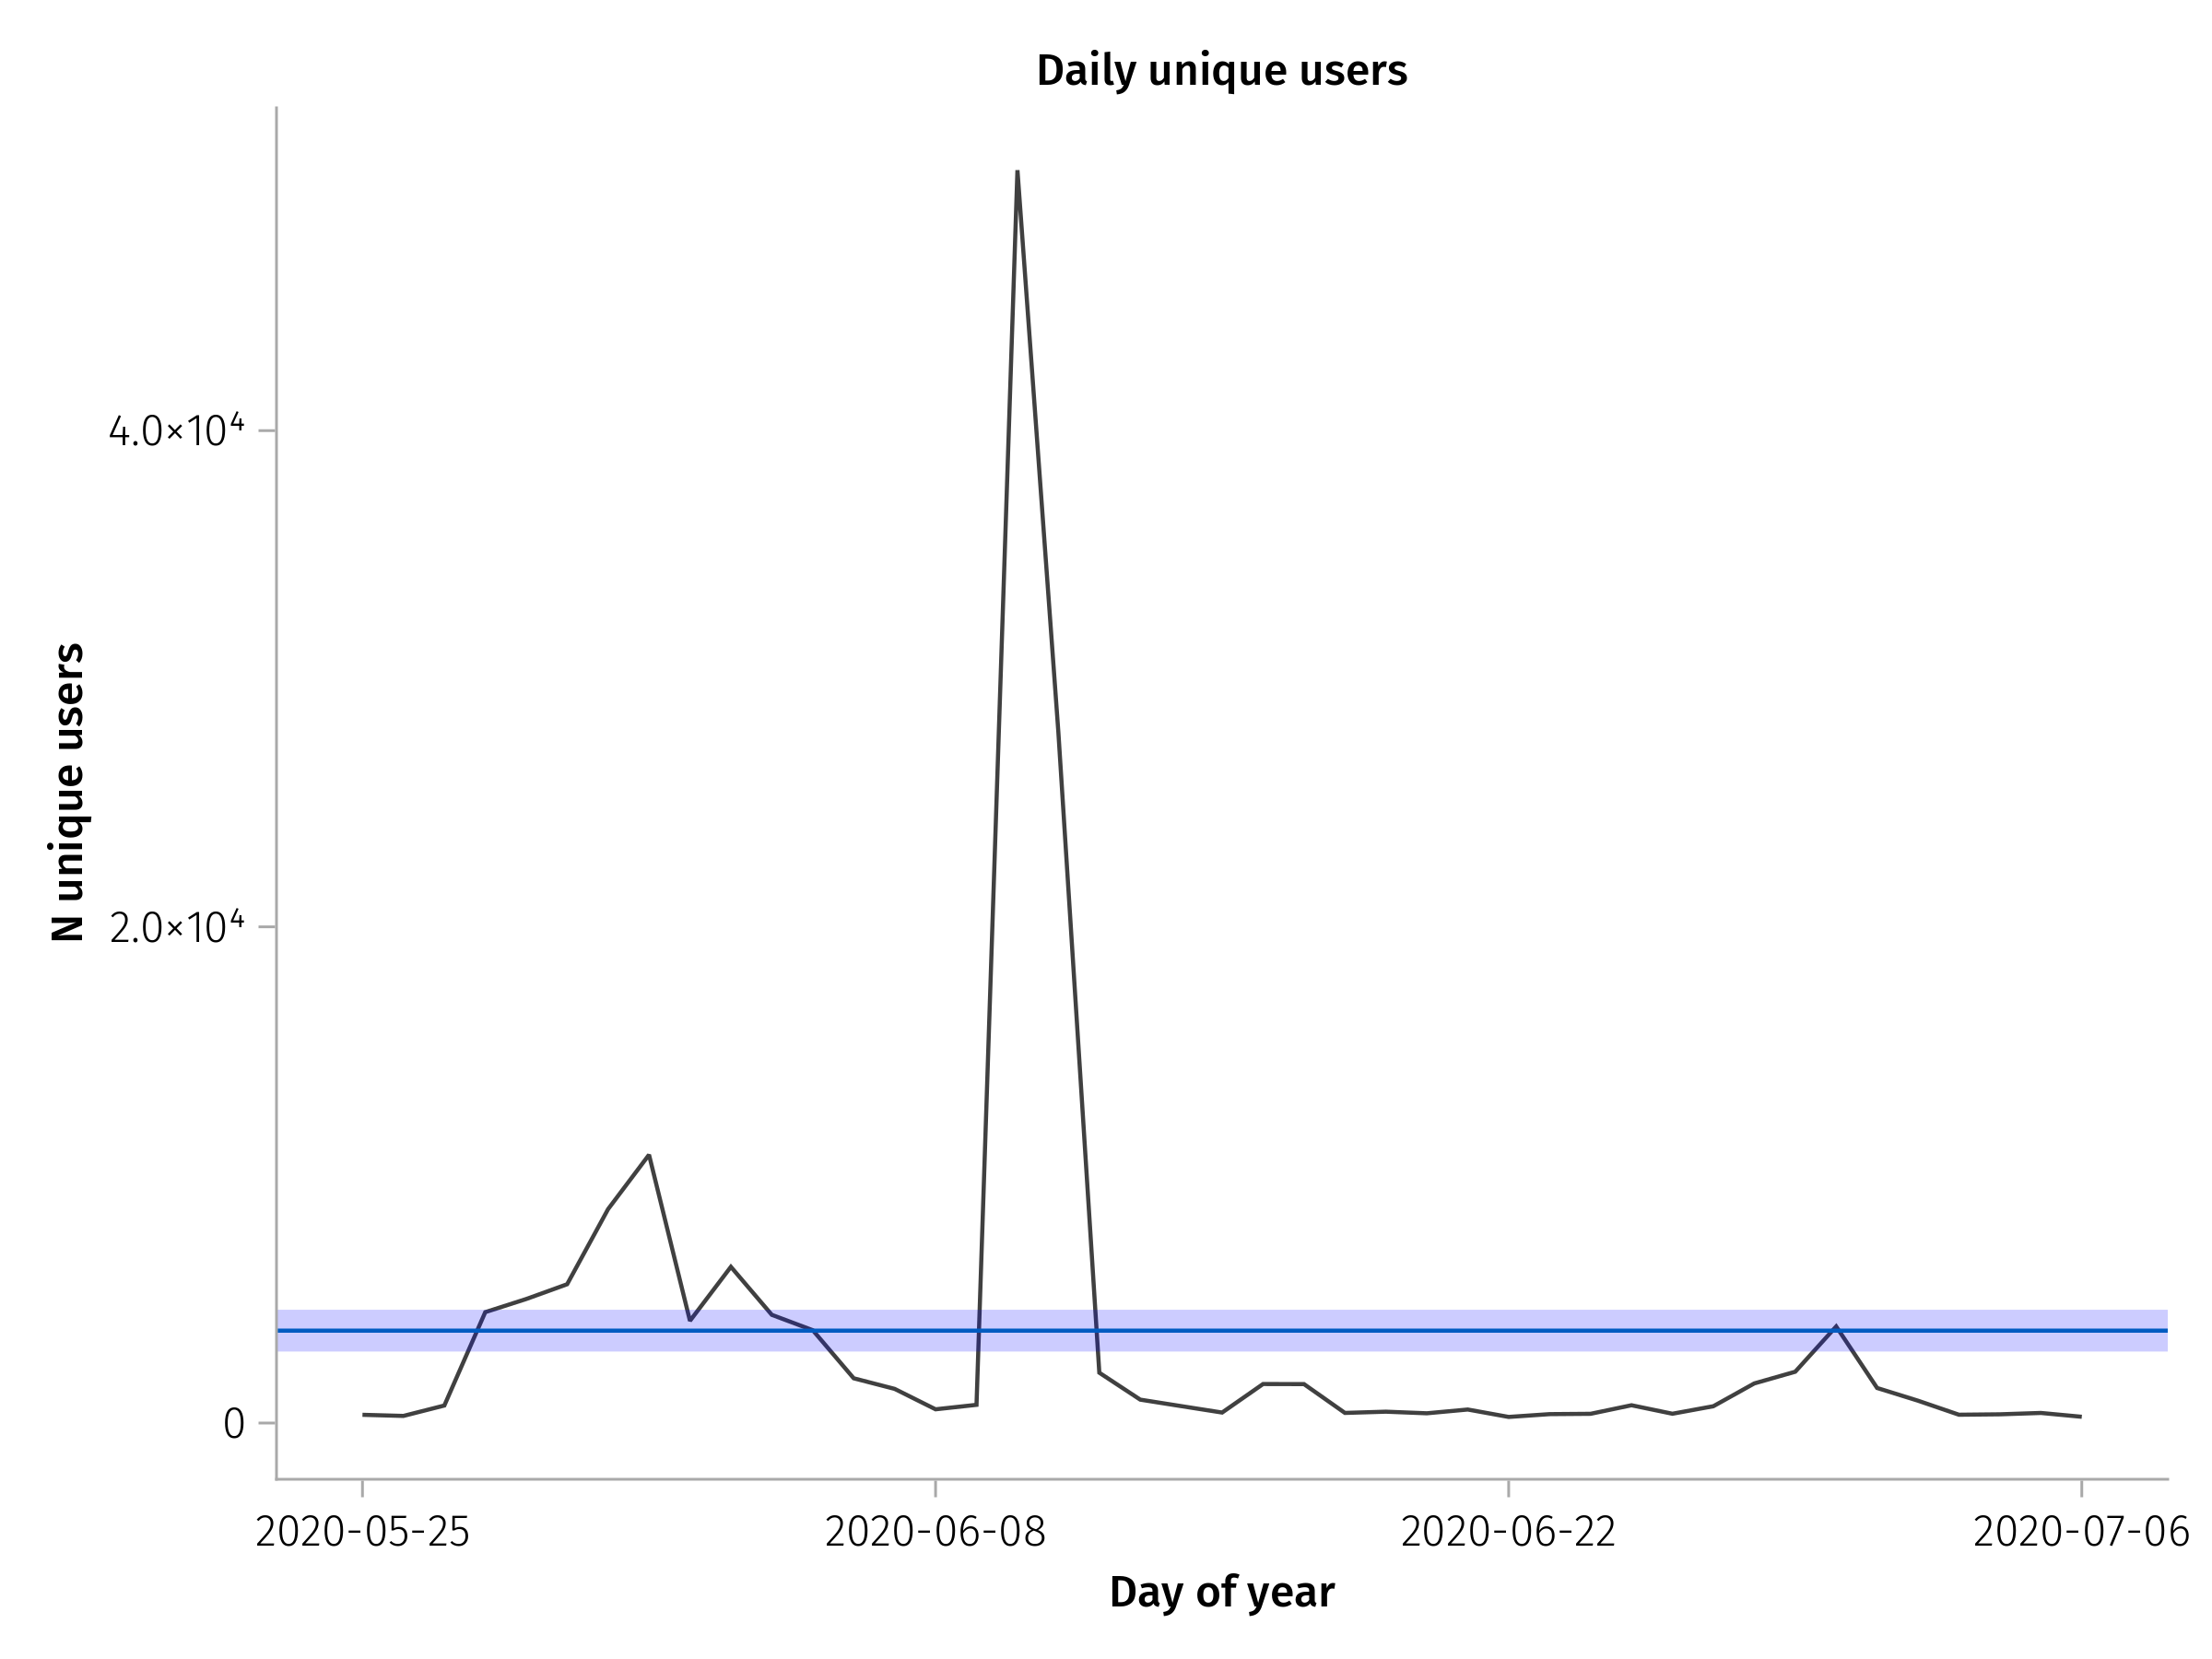 Daily unique users
N unique users
4.0×10⁴
2.0×10⁴
0
2020-05-25 2020-06-08 2020-06-22 2020-07-06
Day of year